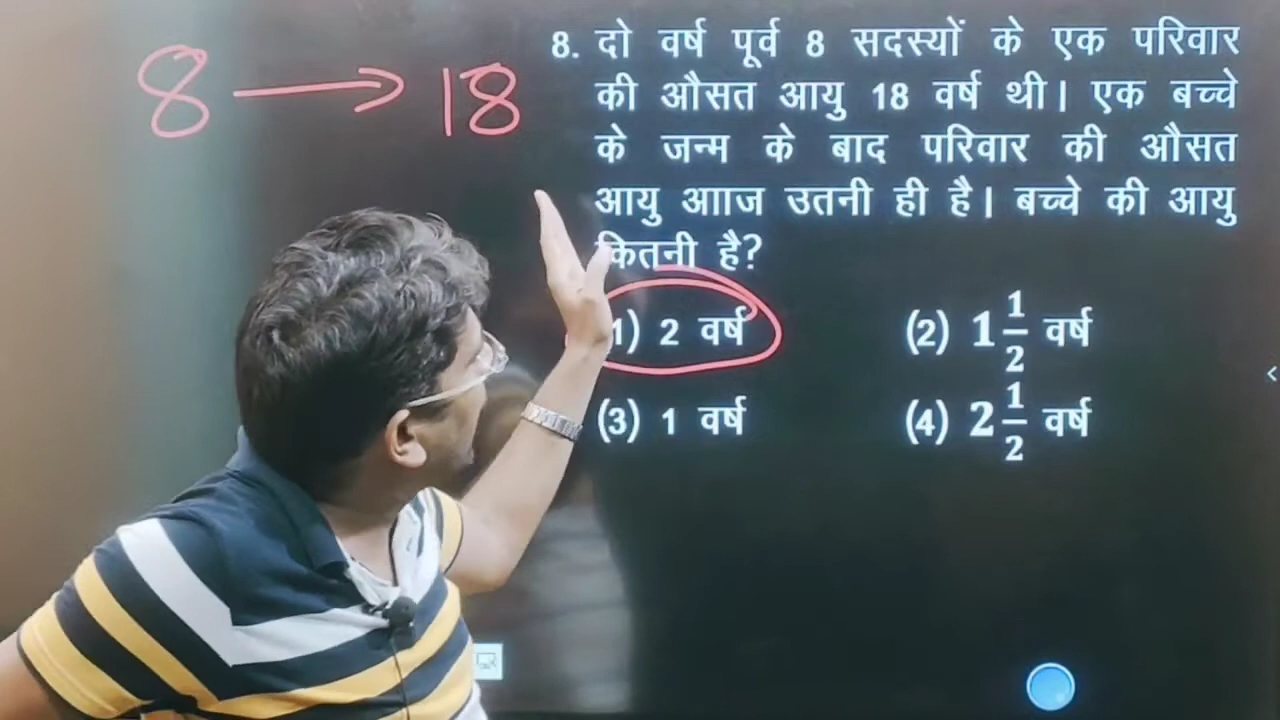 8 → 18
8. दो वर्ष पूर्व 8 सदस्यों के एक परिवार
की औसत आयु 18 वर्ष थी। एक बच्चे
के जन्म के बाद परिवार की औसत
आयु आाज उतनी ही है। बच्चे की आयु
कितनी है?
1) 2 वर्ष (2) 1 1/2 वर्ष
(3) 1 वर्ष (4) 2 1/2 वर्ष